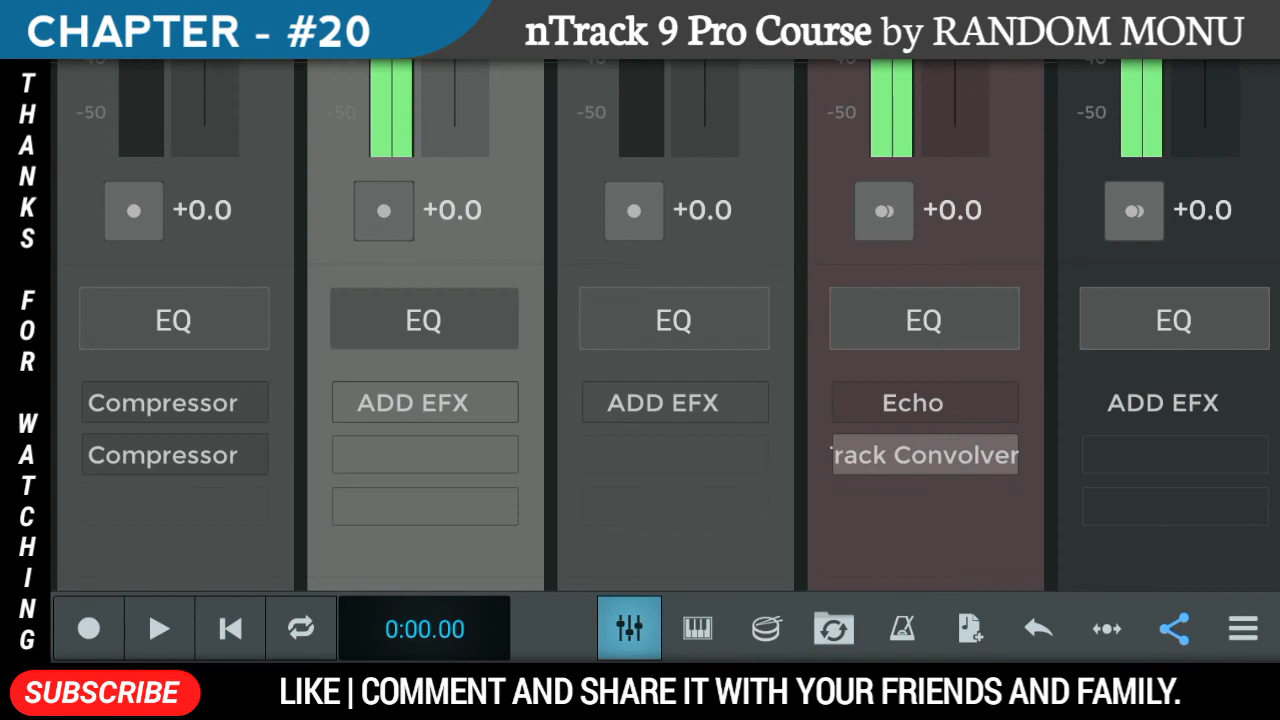 CHAPTER - #20
nTrack 9 Pro Course by RANDOM MONU
THANKS FOR WATCHING
-50 -50 -50 -50 -50
+0.0 +0.0 +0.0 +0.0 +0.0
EQ EQ EQ EQ EQ
Compressor ADD EFX ADD EFX Echo ADD EFX
Compressor rack Convolver
0:00.00
SUBSCRIBE
LIKE | COMMENT AND SHARE IT WITH YOUR FRIENDS AND FAMILY.